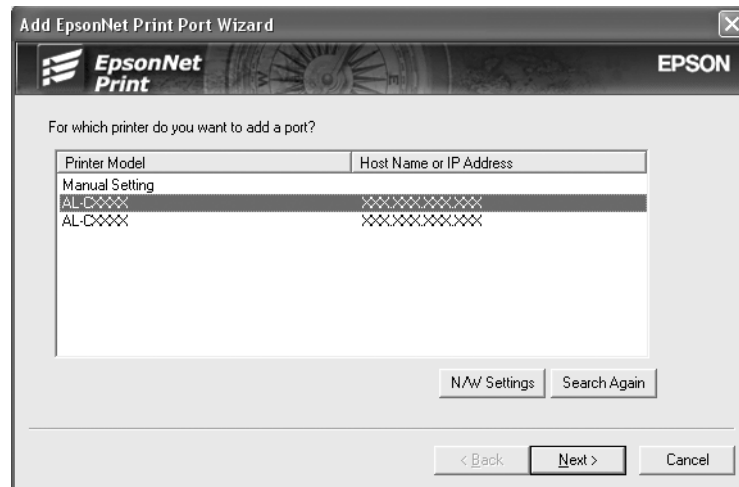 Add EpsonNet Print Port Wizard
EpsonNet
Print
EPSON
For which printer do you want to add a port?
Printer Model Host Name or IP Address
Manual Setting
AL-CXXXX XXX.XXX.XXX.XXX
AL-CXXXX XXX.XXX.XXX.XXX
N/W Settings Search Again
< Back Next > Cancel